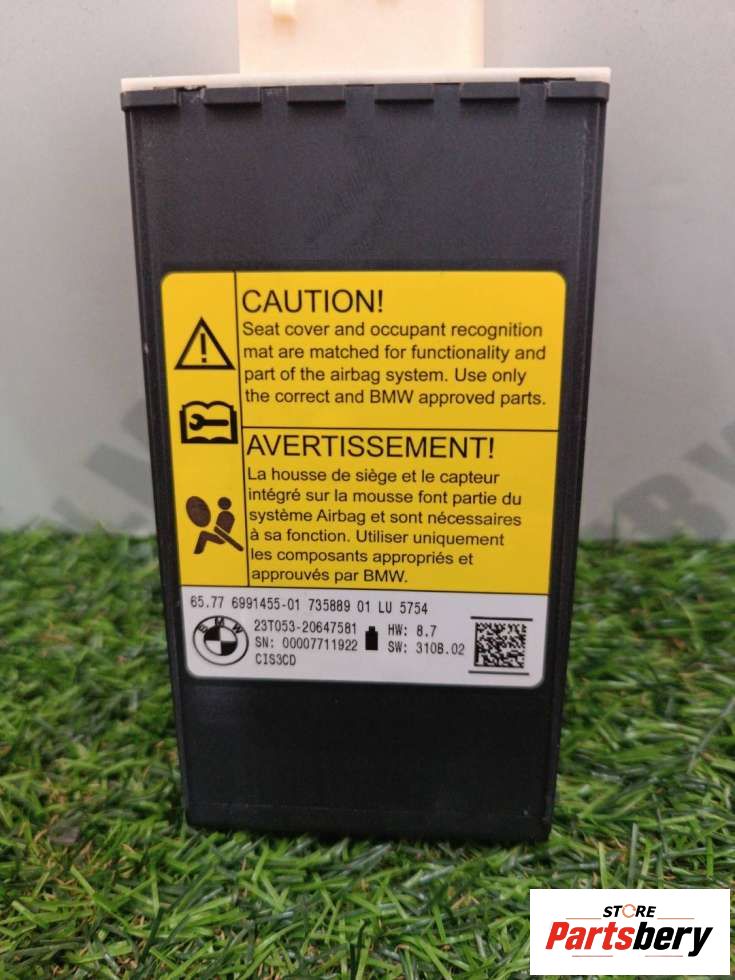 CAUTION!
Seat cover and occupant recognition
mat are matched for functionality and
part of the airbag system. Use only
the correct and BMW approved parts.
AVERTISSEMENT!
La housse de siège et le capteur
intégré sur la mousse font partie du
système Airbag et sont nécessaires
à sa fonction. Utiliser uniquement
les composants appropriés et
approuvés par BMW.
65.77 6991455-01 735889 01 LU 5754
BMW
23T053-20647581 HW: 8.7
SN: 00007711922 SW: 310B.02
CIS3CD
STORE
Partsbery